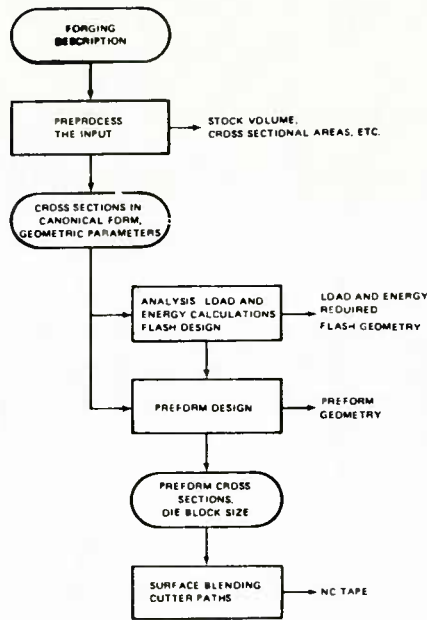 FORGING
DESCRIPTION
PREPROCESS
THE INPUT
STOCK VOLUME,
CROSS SECTIONAL AREAS, ETC.
CROSS SECTIONS IN
CANONICAL FORM,
GEOMETRIC PARAMETERS
ANALYSIS LOAD AND
ENERGY CALCULATIONS
FLASH DESIGN
LOAD AND ENERGY
REQUIRED
FLASH GEOMETRY
PREFORM DESIGN
PREFORM
GEOMETRY
PREFORM CROSS
SECTIONS,
DIE BLOCK SIZE
SURFACE BLENDING
CUTTER PATHS
NC TAPE